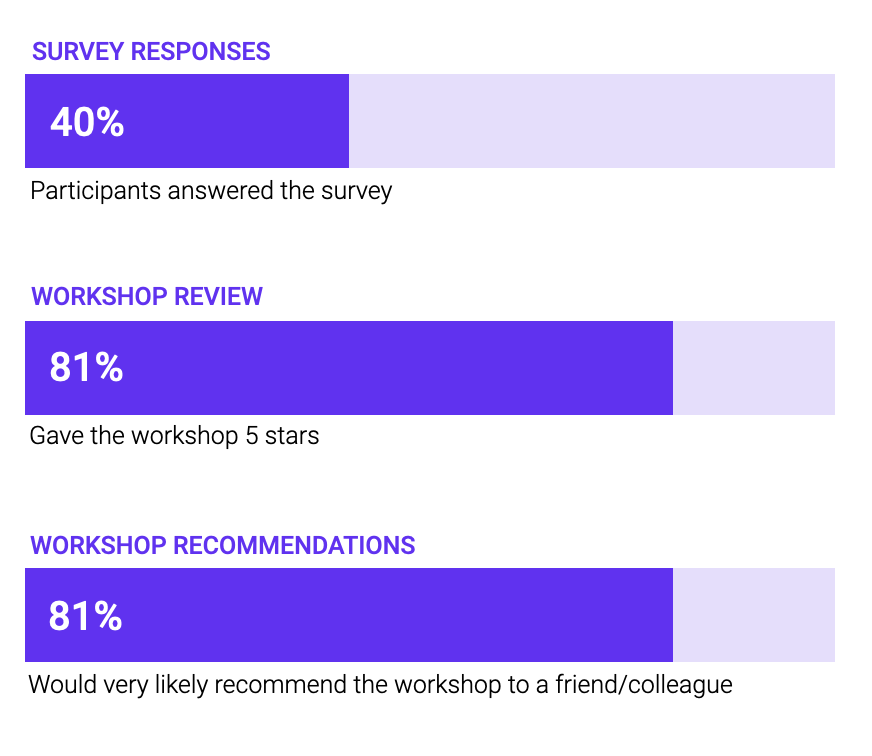 SURVEY RESPONSES
40%
Participants answered the survey
WORKSHOP REVIEW
81%
Gave the workshop 5 stars
WORKSHOP RECOMMENDATIONS
81%
Would very likely recommend the workshop to a friend/colleague